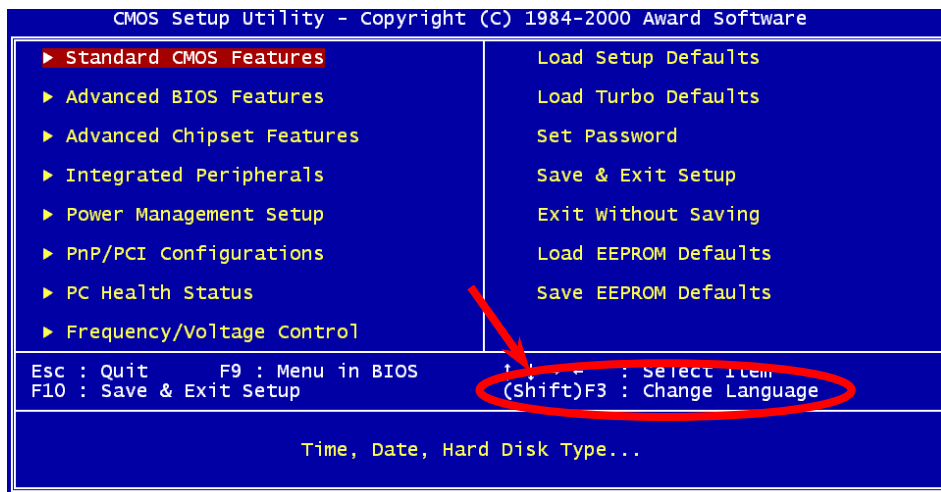 CMOS Setup Utility - Copyright (C) 1984-2000 Award Software
▶ Standard CMOS Features
▶ Advanced BIOS Features
▶ Advanced Chipset Features
▶ Integrated Peripherals
▶ Power Management Setup
▶ PnP/PCI Configurations
▶ PC Health Status
▶ Frequency/Voltage Control
Load Setup Defaults
Load Turbo Defaults
Set Password
Save & Exit Setup
Exit Without Saving
Load EEPROM Defaults
Save EEPROM Defaults
Esc : Quit F9 : Menu in BIOS ↑ ↓ → ← : Select Item
F10 : Save & Exit Setup (Shift)F3 : Change Language
Time, Date, Hard Disk Type...